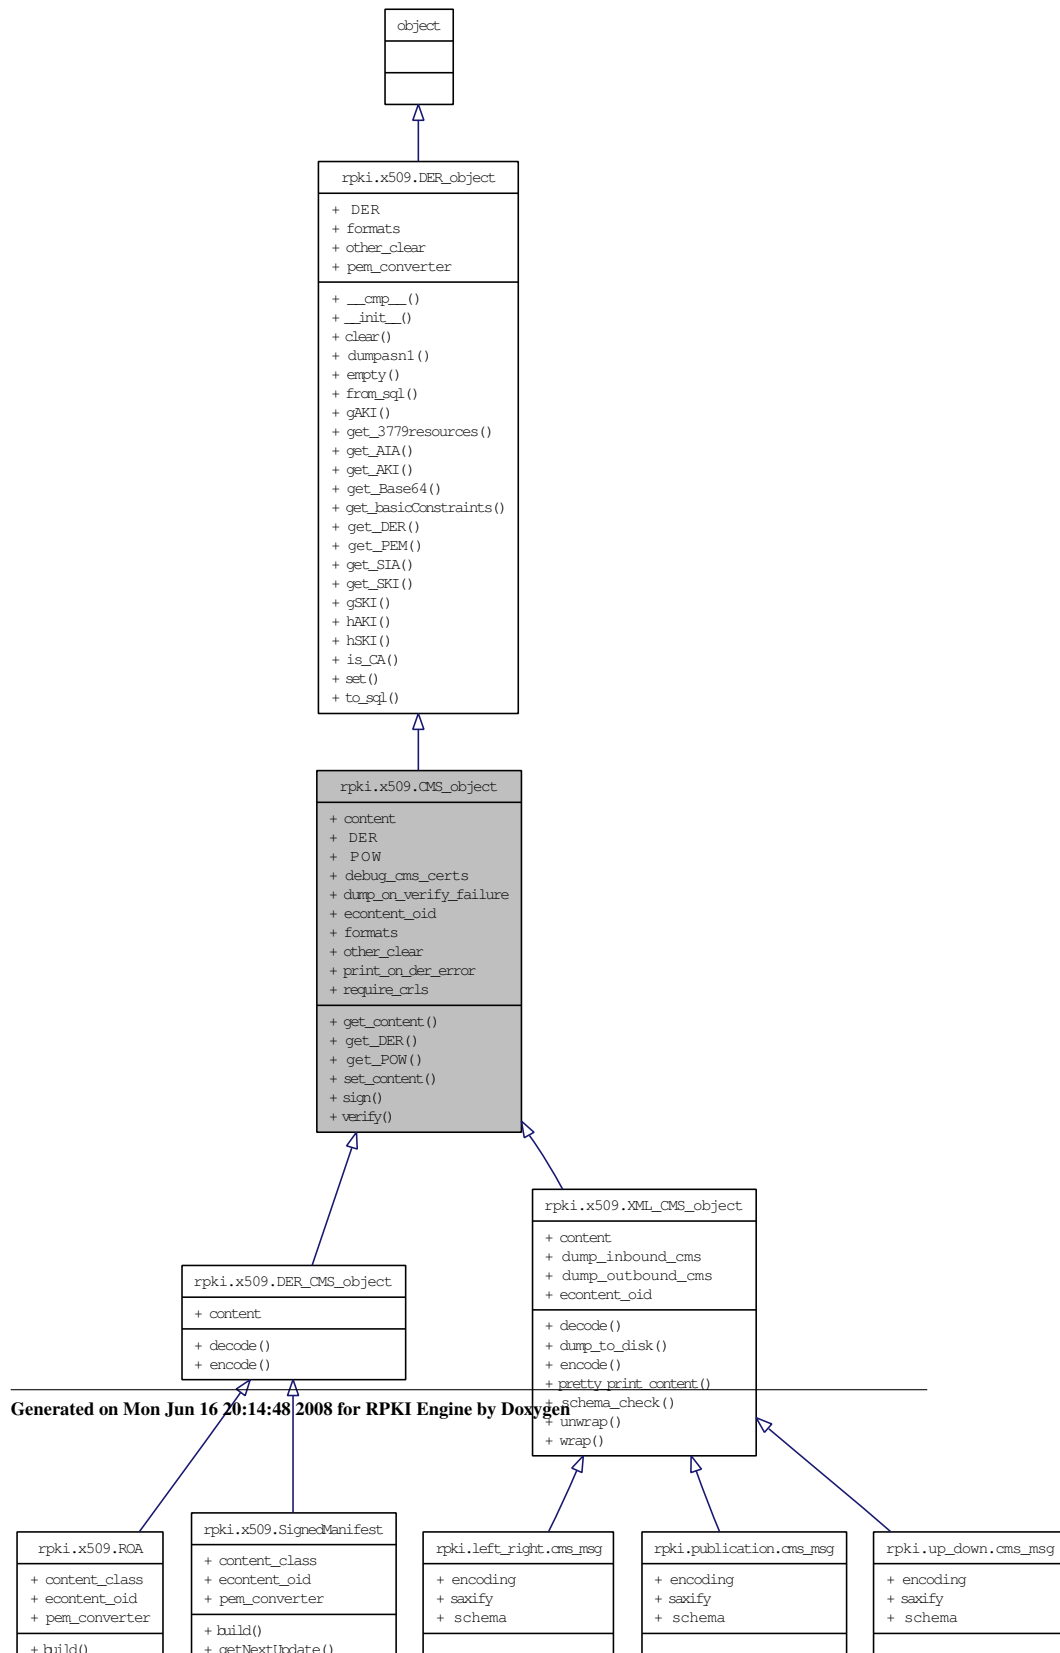 object
rpki.x509.DER_object
+ DER
+ formats
+ other_clear
+ pem_converter
+ __cmp__()
+ __init__()
+ clear()
+ dumpasn1()
+ empty()
+ from_sql()
+ gAKI()
+ get_3779resources()
+ get_AIA()
+ get_AKI()
+ get_Base64()
+ get_basicConstraints()
+ get_DER()
+ get_PEM()
+ get_SIA()
+ get_SKI()
+ gSKI()
+ hAKI()
+ hSKI()
+ is_CA()
+ set()
+ to_sql()
rpki.x509.CMS_object
+ content
+ DER
+ POW
+ debug_cms_certs
+ dump_on_verify_failure
+ econtent_oid
+ formats
+ other_clear
+ print_on_der_error
+ require_crls
+ get_content()
+ get_DER()
+ get_POW()
+ set_content()
+ sign()
+ verify()
rpki.x509.DER_CMS_object
+ content
+ decode()
+ encode()
rpki.x509.XML_CMS_object
+ content
+ dump_inbound_cms
+ dump_outbound_cms
+ econtent_oid
+ decode()
+ dump_to_disk()
+ encode()
+ pretty_print_content()
+ schema_check()
+ unwrap()
+ wrap()
Generated on Mon Jun 16 20:14:48 2008 for RPKI Engine by Doxygen
rpki.x509.ROA
+ content_class
+ econtent_oid
+ pem_converter
+ build()
rpki.x509.SignedManifest
+ content_class
+ econtent_oid
+ pem_converter
+ build()
+ getNextUpdate()
rpki.left_right.cms_msg
+ encoding
+ saxify
+ schema
rpki.publication.cms_msg
+ encoding
+ saxify
+ schema
rpki.up_down.cms_msg
+ encoding
+ saxify
+ schema